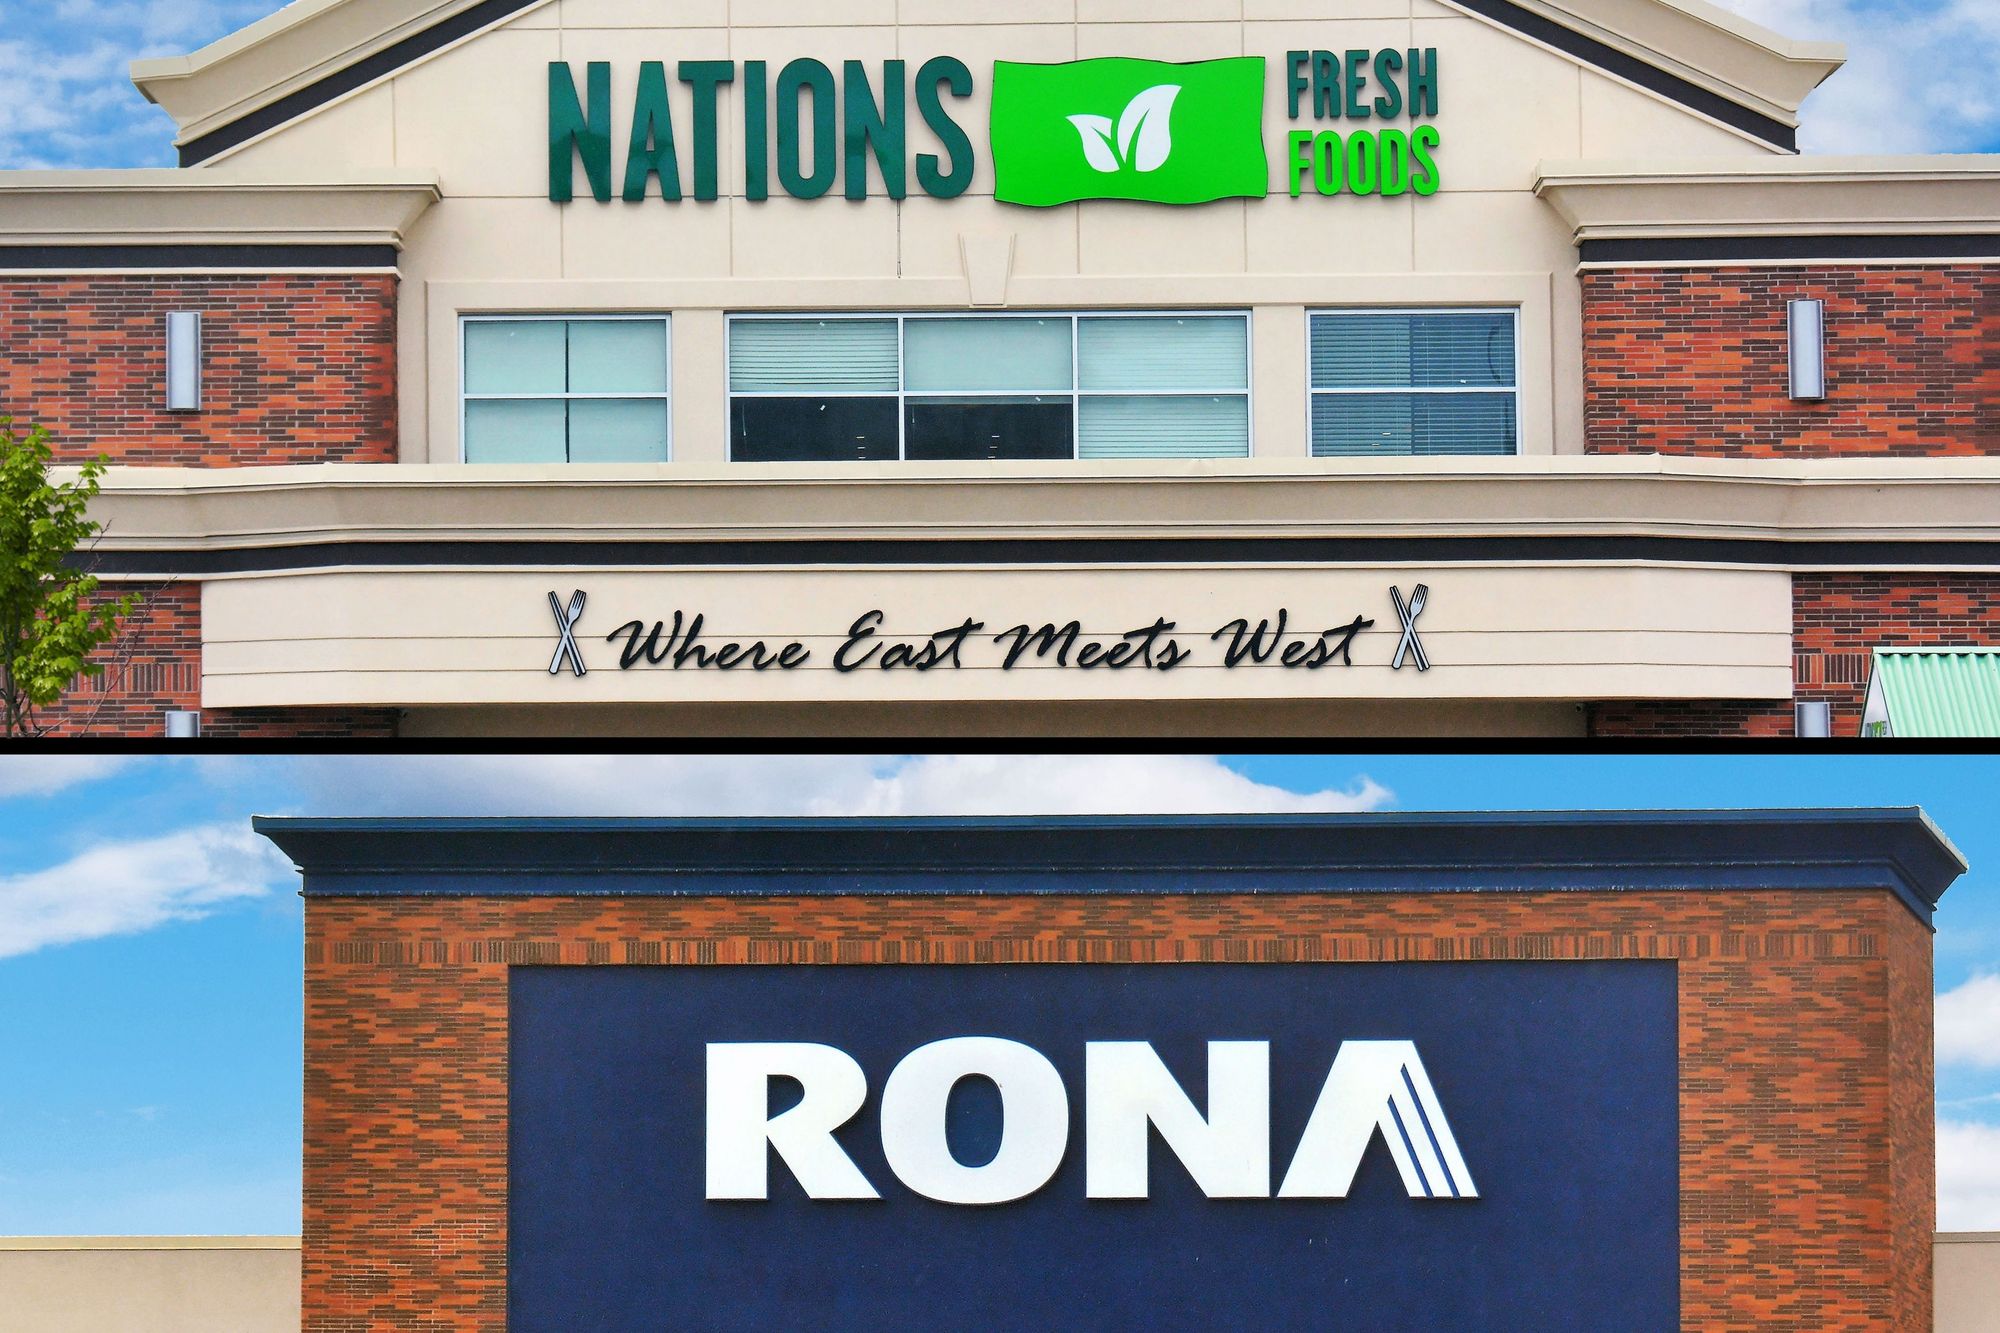 NATIONS
FRESH
FOODS
Where East Meets West
RONA